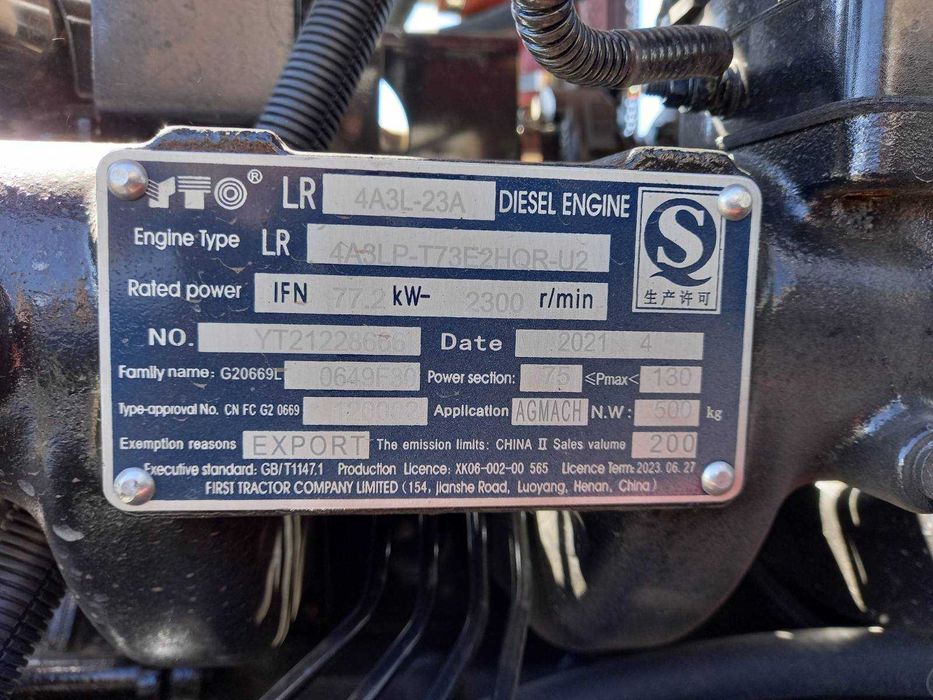 YTO® LR 4A3L-23A DIESEL ENGINE
Engine Type LR 4A3LP-T73E2HQR-U2
Rated power IFN 77.2 kW- 2300 r/min
生产许可
NO. Date 2021 4
Family name: G20669L Power section: 75 ≤Pmax< 130
Type-approval No. CN FC G2 0669 Application AGMACH N.W: 500 kg
Exemption reasons EXPORT The emission limits: CHINA II Sales value 200
Executive standard: GB/T1147.1 Production Licence: XK06-002-00 565 Licence Term: 2023.06.27
FIRST TRACTOR COMPANY LIMITED (154, Jianshe Road, Luoyang, Henan, China)